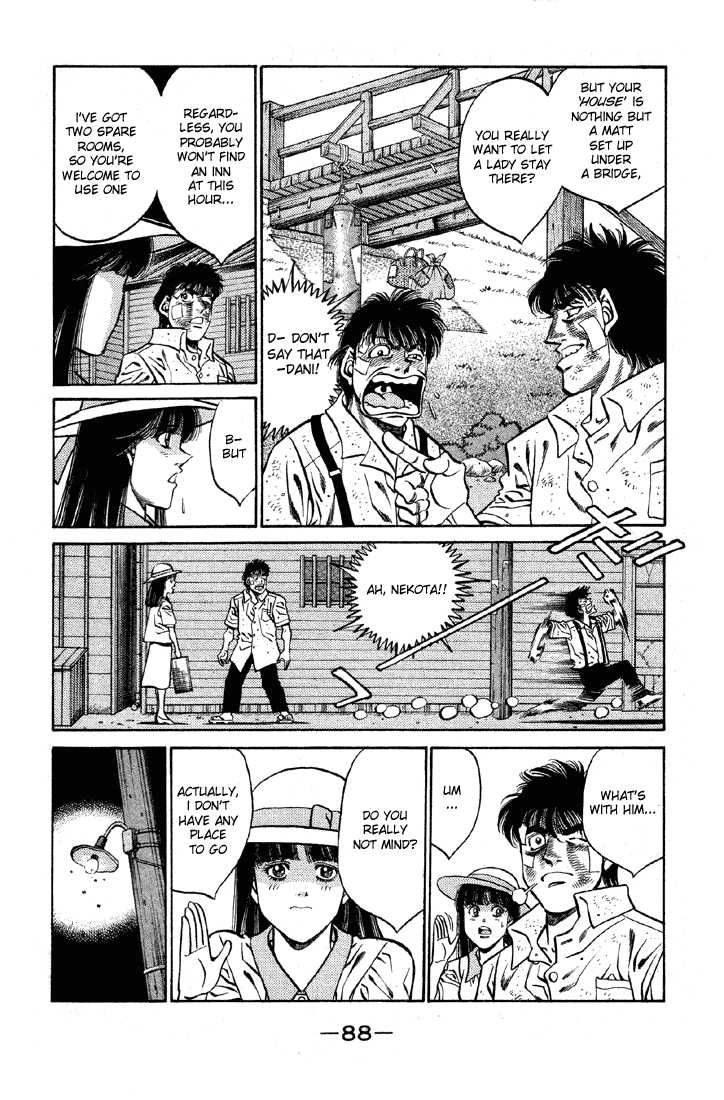 BUT YOUR
'HOUSE' IS
NOTHING BUT
A MATT
SET UP
UNDER
A BRIDGE,
YOU REALLY
WANT TO LET
A LADY STAY
THERE?
D- DON'T
SAY THAT
-DANI!
REGARD-
LESS, YOU
PROBABLY
WON'T FIND
AN INN
AT THIS
HOUR...
I'VE GOT
TWO SPARE
ROOMS,
SO YOU'RE
WELCOME TO
USE ONE
B-
BUT
AH, NEKOTA!!
WHAT'S
WITH HIM...
UM
...
DO YOU
REALLY
NOT MIND?
ACTUALLY,
I DON'T
HAVE ANY
PLACE
TO GO
—88—